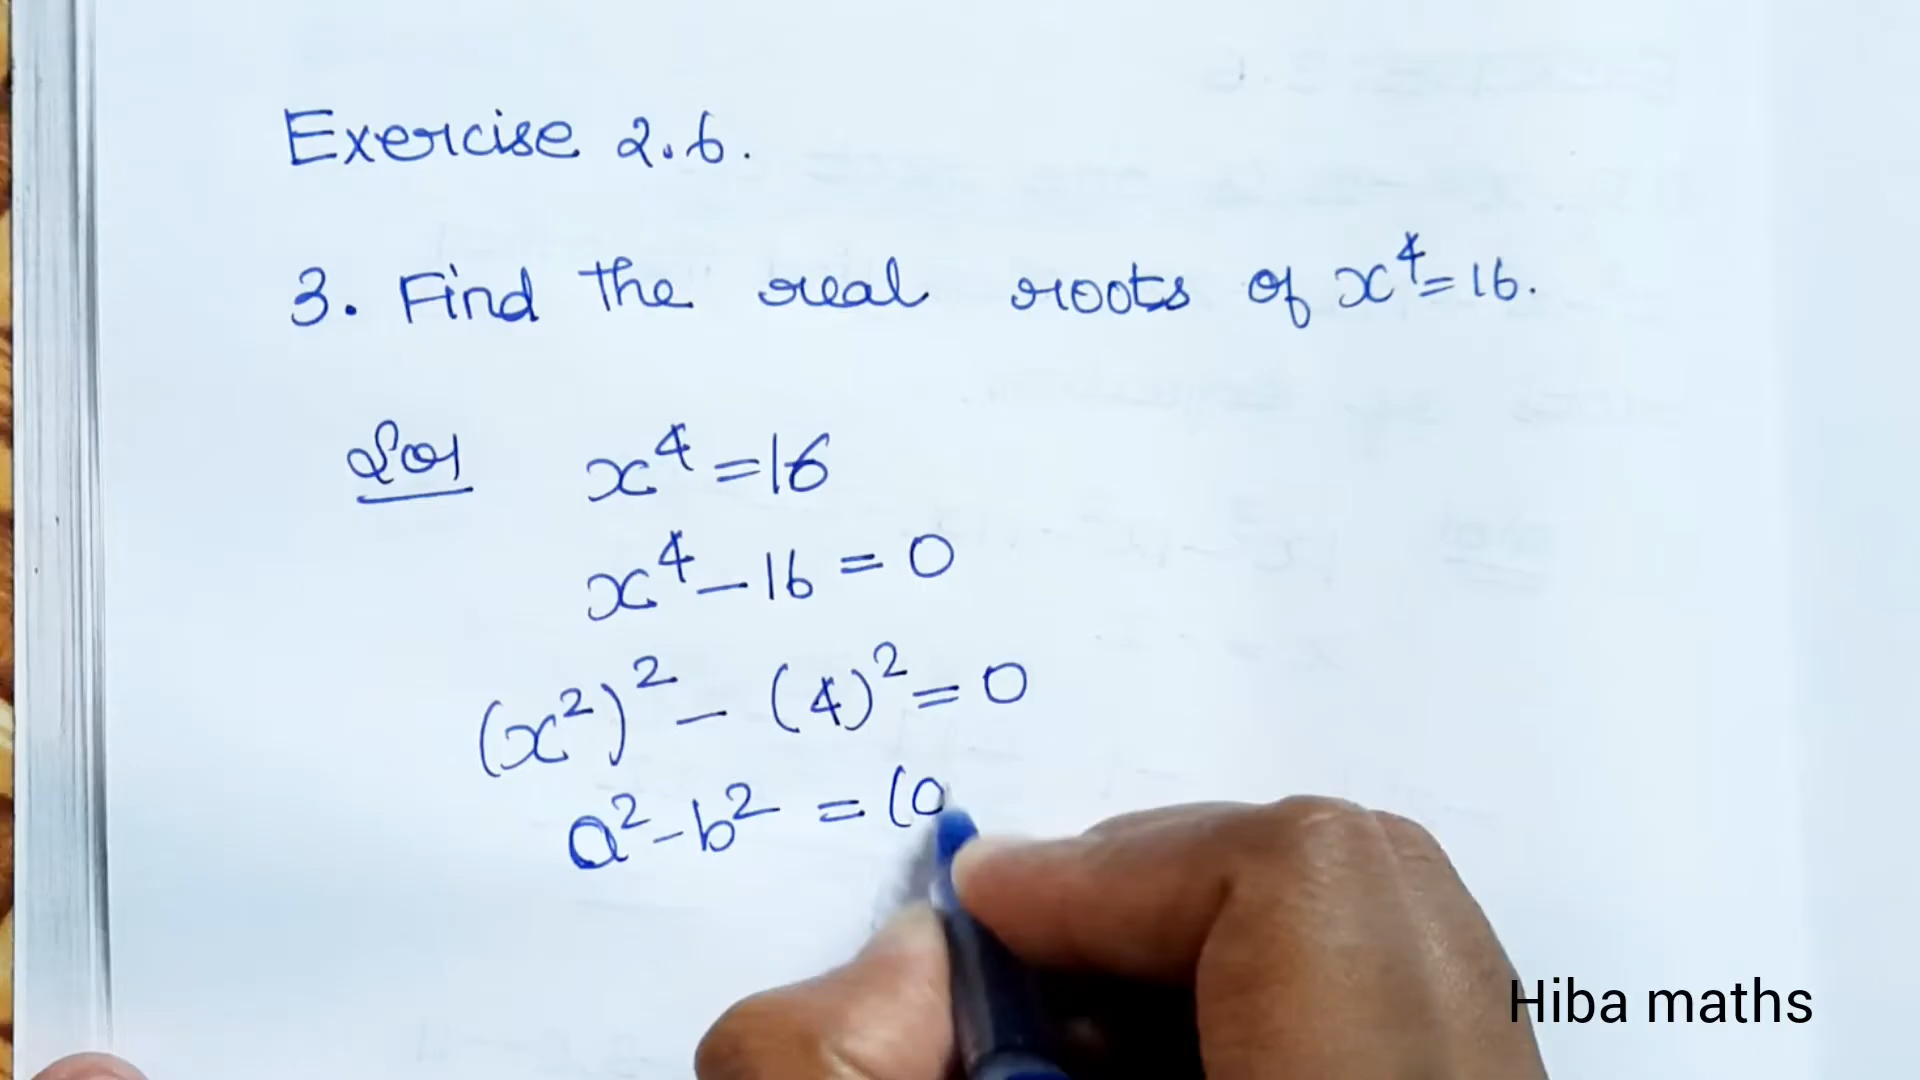 Exercise 2.6.
3. Find the real roots of x⁴=16.
Sol x⁴=16
x⁴-16=0
(x²)²-(4)²=0
a²-b²=(a
Hiba maths